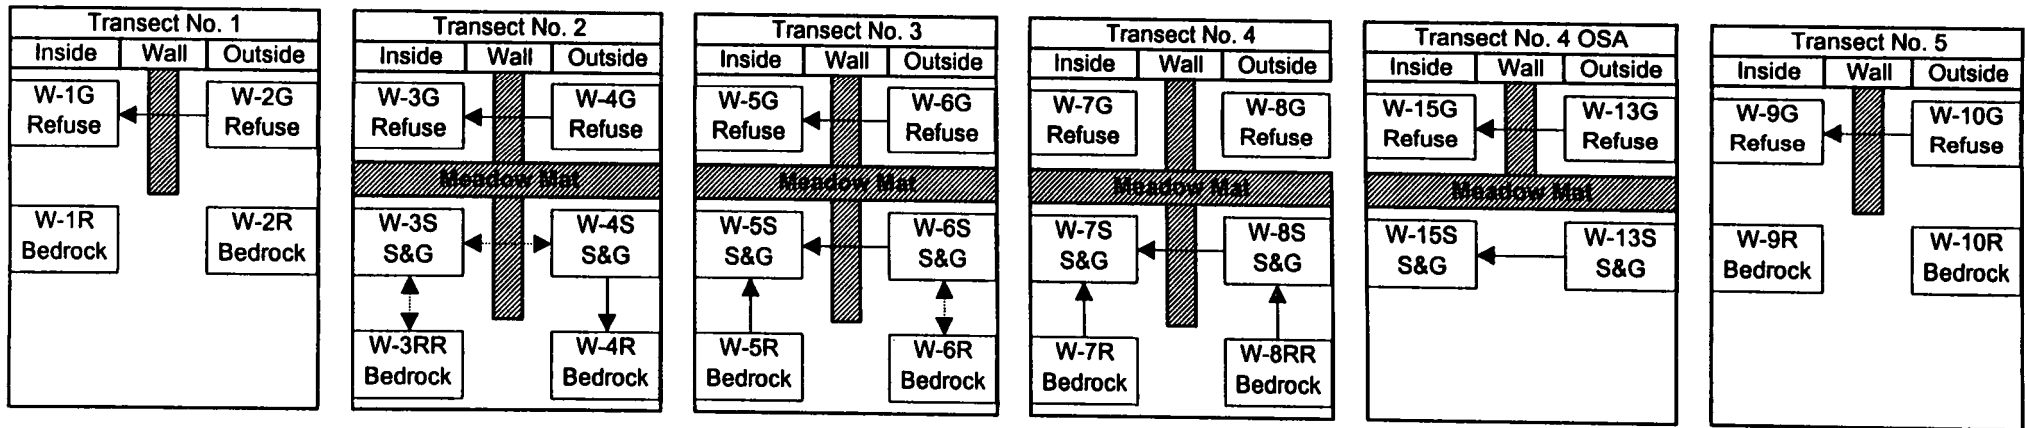 Transect No. 1
Inside Wall Outside
W-1G
Refuse
W-2G
Refuse
W-1R
Bedrock
W-2R
Bedrock
Transect No. 2
Inside Wall Outside
W-3G
Refuse
W-4G
Refuse
Meadow Mat
W-3S
S&G
W-4S
S&G
W-3RR
Bedrock
W-4R
Bedrock
Transect No. 3
Inside Wall Outside
W-5G
Refuse
W-6G
Refuse
Meadow Mat
W-5S
S&G
W-6S
S&G
W-5R
Bedrock
W-6R
Bedrock
Transect No. 4
Inside Wall Outside
W-7G
Refuse
W-8G
Refuse
Meadow Mat
W-7S
S&G
W-8S
S&G
W-7R
Bedrock
W-8RR
Bedrock
Transect No. 4 OSA
Inside Wall Outside
W-15G
Refuse
W-13G
Refuse
Meadow Mat
W-15S
S&G
W-13S
S&G
Transect No. 5
Inside Wall Outside
W-9G
Refuse
W-10G
Refuse
W-9R
Bedrock
W-10R
Bedrock